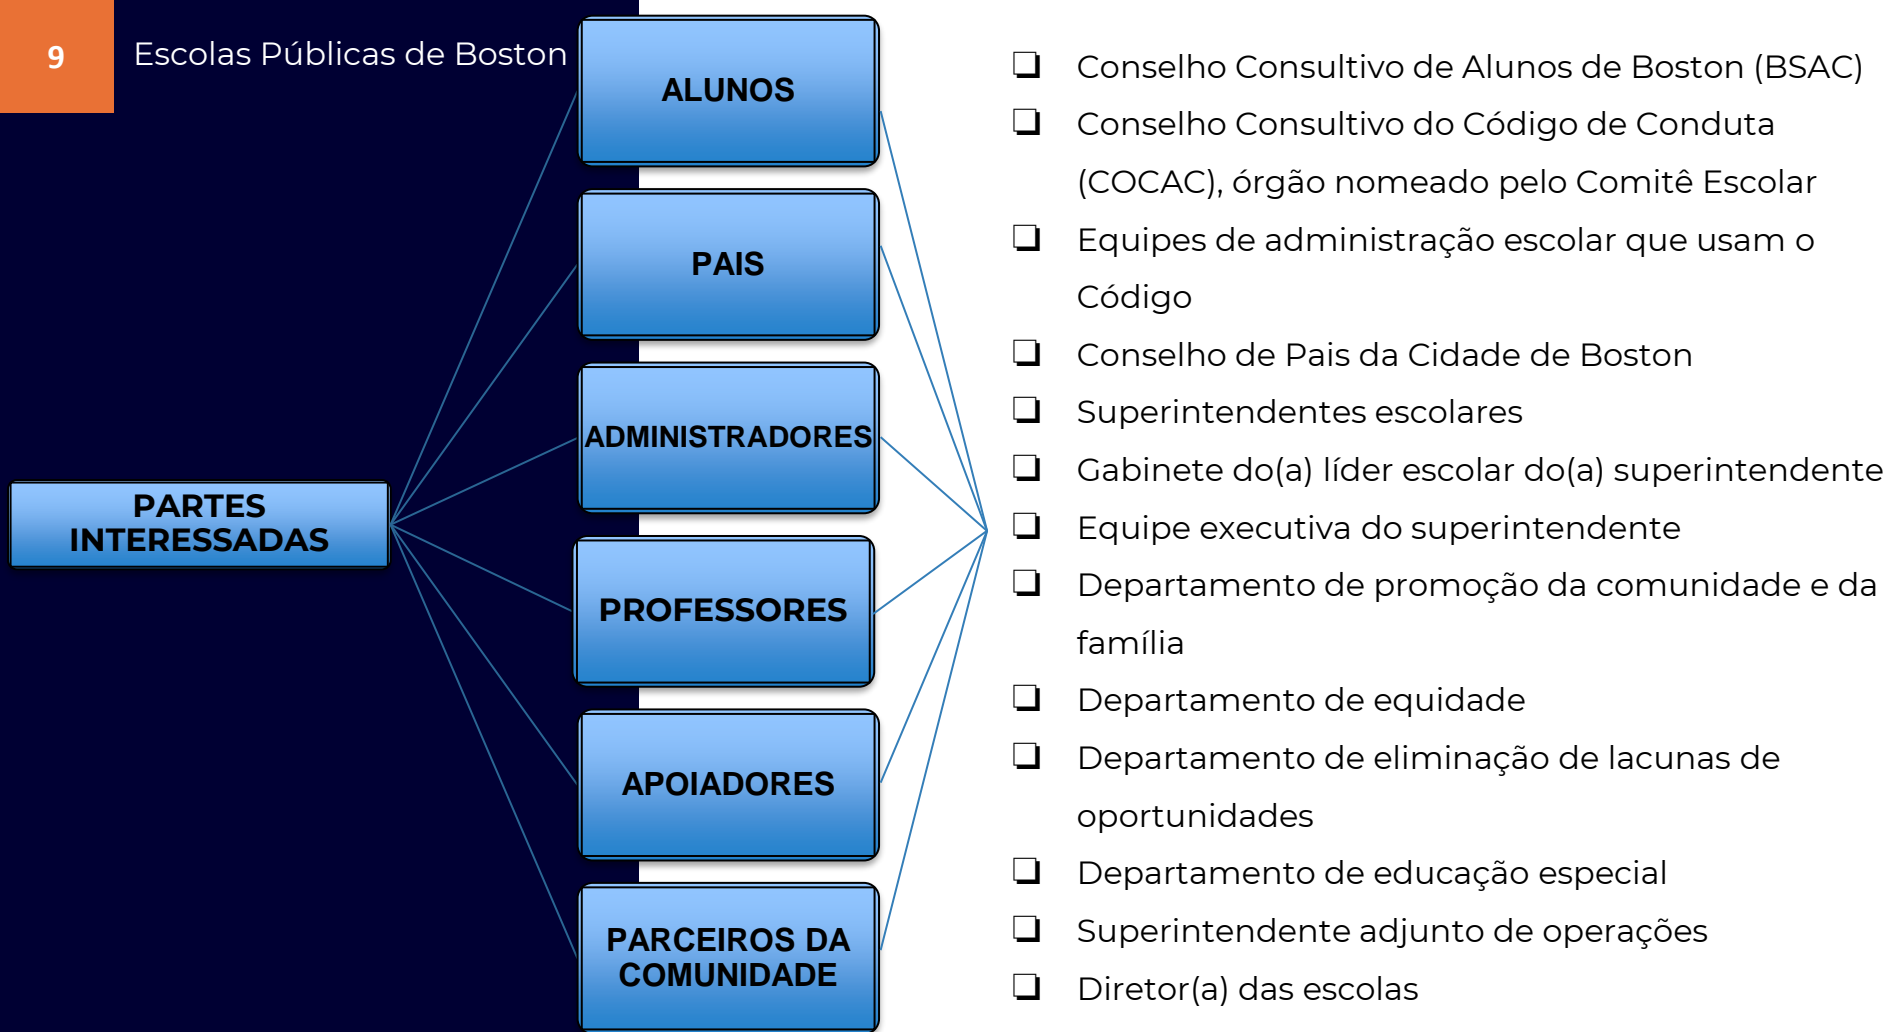 9
Escolas Públicas de Boston
PARTES
INTERESSADAS
ALUNOS
PAIS
ADMINISTRADORES
PROFESSORES
APOIADORES
PARCEIROS DA
COMUNIDADE
Conselho Consultivo de Alunos de Boston (BSAC)
Conselho Consultivo do Código de Conduta
(COCAC), órgão nomeado pelo Comitê Escolar
Equipes de administração escolar que usam o
Código
Conselho de Pais da Cidade de Boston
Superintendentes escolares
Gabinete do(a) líder escolar do(a) superintendente
Equipe executiva do superintendente
Departamento de promoção da comunidade e da
família
Departamento de equidade
Departamento de eliminação de lacunas de
oportunidades
Departamento de educação especial
Superintendente adjunto de operações
Diretor(a) das escolas